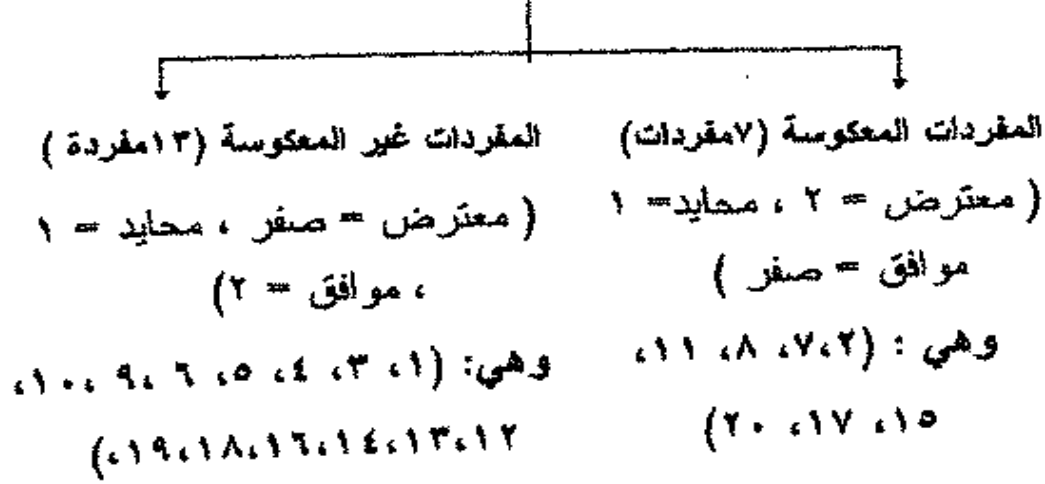 المفردات المعكوسة (٧مفردات)
( معترض = ٢ ، محايد= ١
موافق = صفر )
وهي : (٢،٧، ٨، ١١،
١٥، ١٧، ٢٠)
المفردات غير المعكوسة (١٣مفردة )
( معترض = صفر ، محايد = ١
، موافق = ٢)
وهي: (١، ٣، ٤، ٥، ٦ ،٩ ،١٠،
١٢،١٣،١٤،١٦،١٨،١٩،)